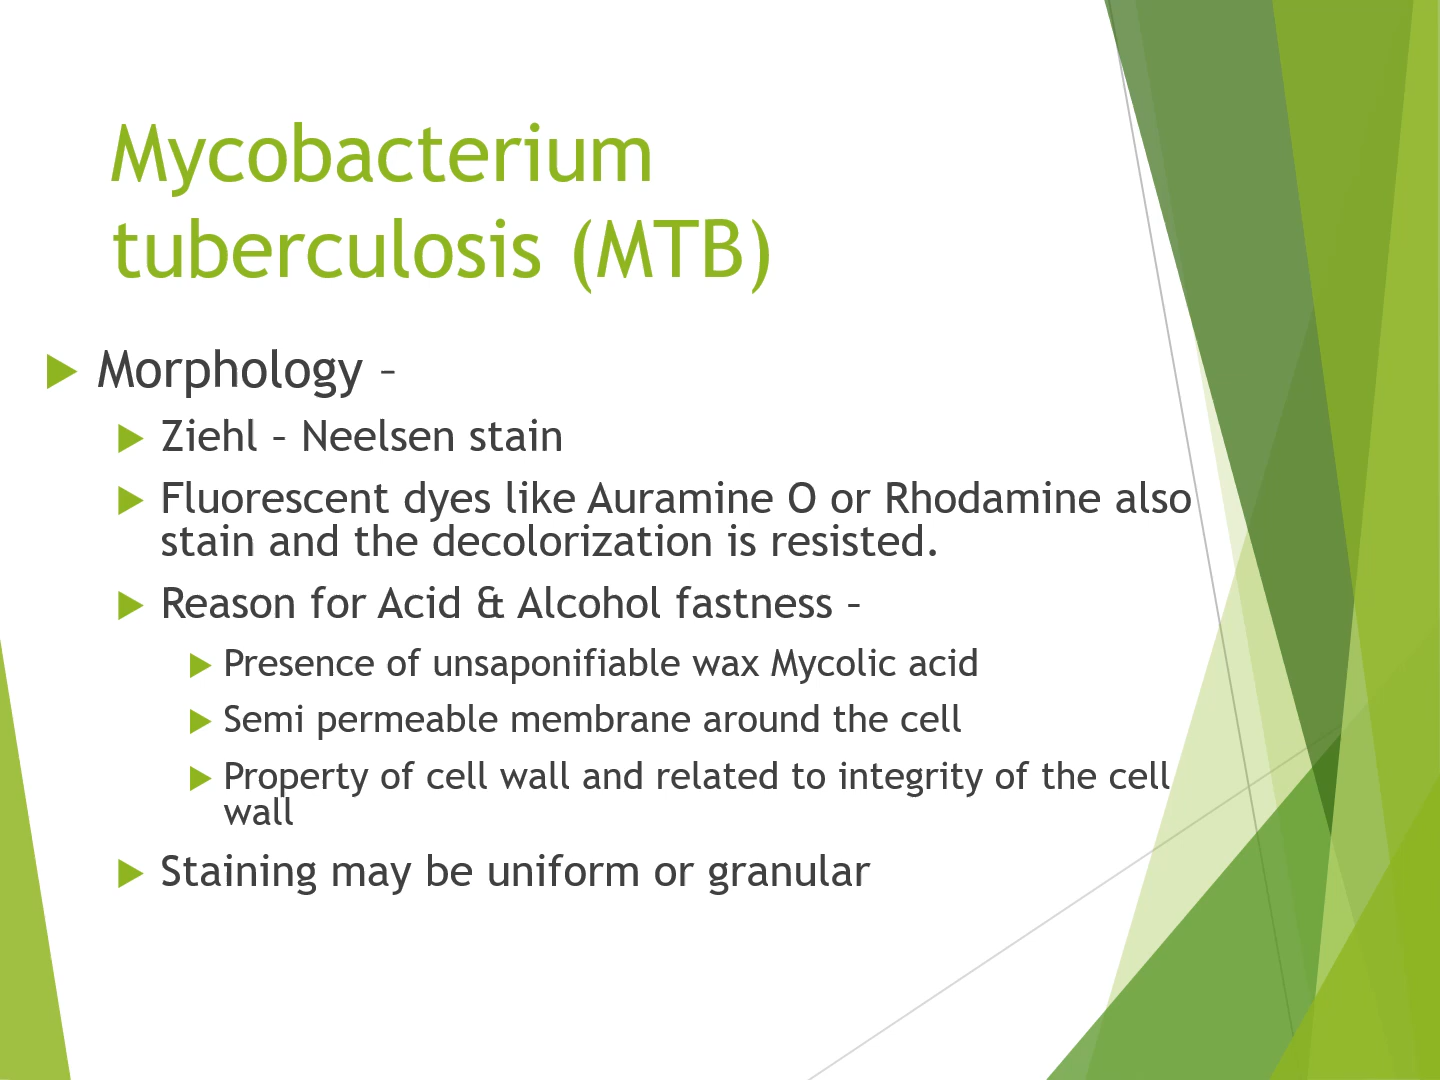 Mycobacterium
tuberculosis (MTB)
Morphology –
Ziehl – Neelsen stain
Fluorescent dyes like Auramine O or Rhodamine also
stain and the decolorization is resisted.
Reason for Acid & Alcohol fastness –
Presence of unsaponifiable wax Mycolic acid
Semi permeable membrane around the cell
Property of cell wall and related to integrity of the cell
wall
Staining may be uniform or granular